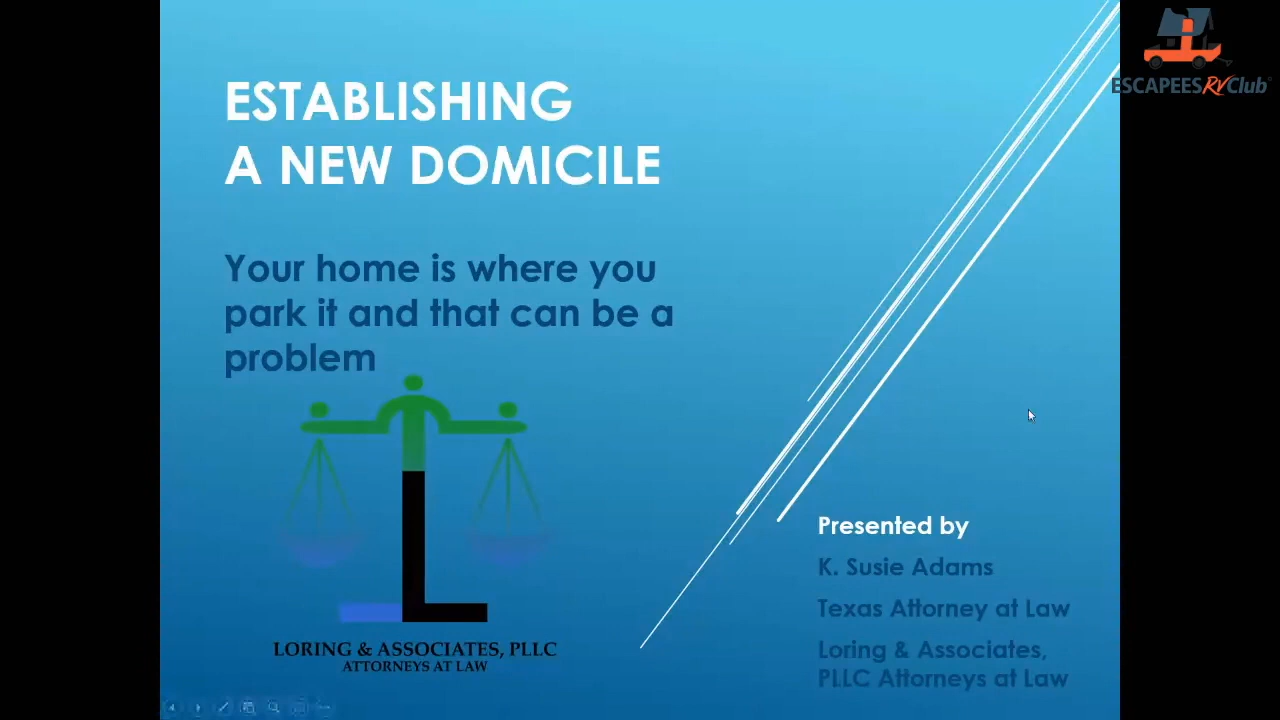 ESTABLISHING
A NEW DOMICILE
Your home is where you
park it and that can be a
problem
LORING & ASSOCIATES, PLLC
ATTORNEYS AT LAW
Presented by
K. Susie Adams
Texas Attorney at Law
Loring & Associates,
PLLC Attorneys at Law
ESCAPEES RV Club